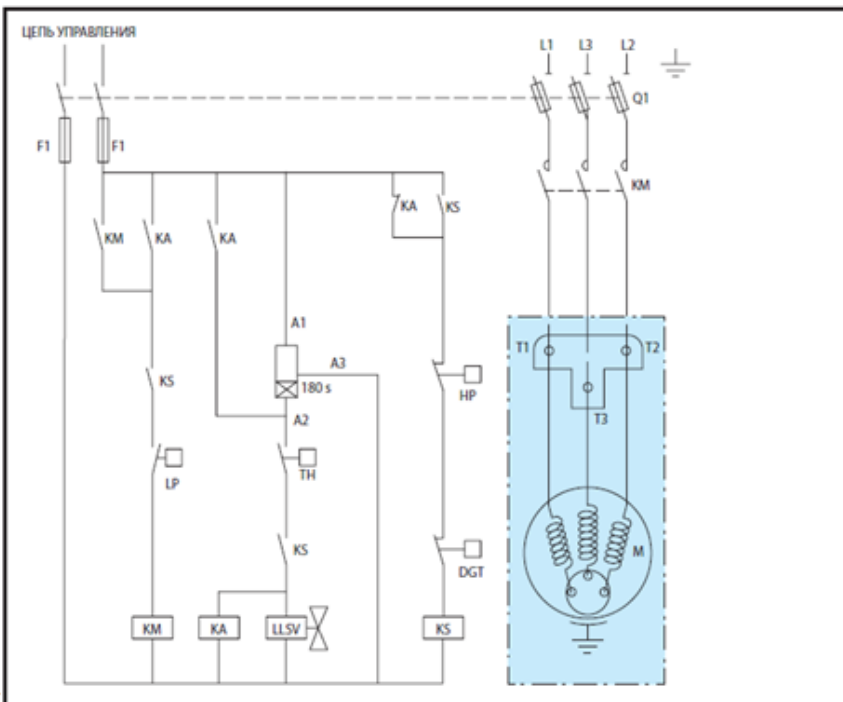 ЦЕПЬ УПРАВЛЕНИЯ
L1 L3 L2
Q1
F1 F1
KM
KA KS
KM KA KA
A1
T1 T2
A3
KS 180 s HP
A2
T3
LP TH
KS M
DGT
KM KA LLSV KS